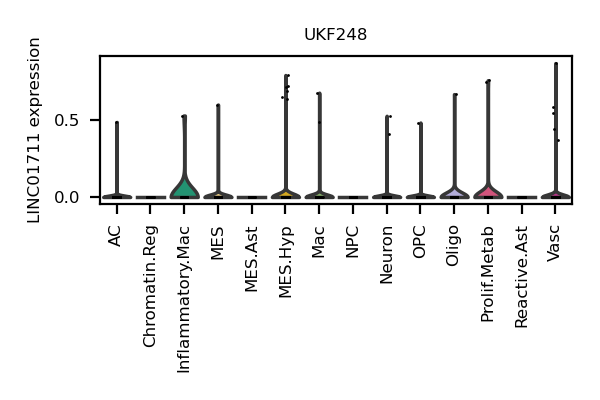 UKF248
LINC01711 expression
0.5
0.0
AC
Chromatin.Reg
Inflammatory.Mac
MES
MES.Ast
MES.Hyp
Mac
NPC
Neuron
OPC
Oligo
Prolif.Metab
Reactive.Ast
Vasc